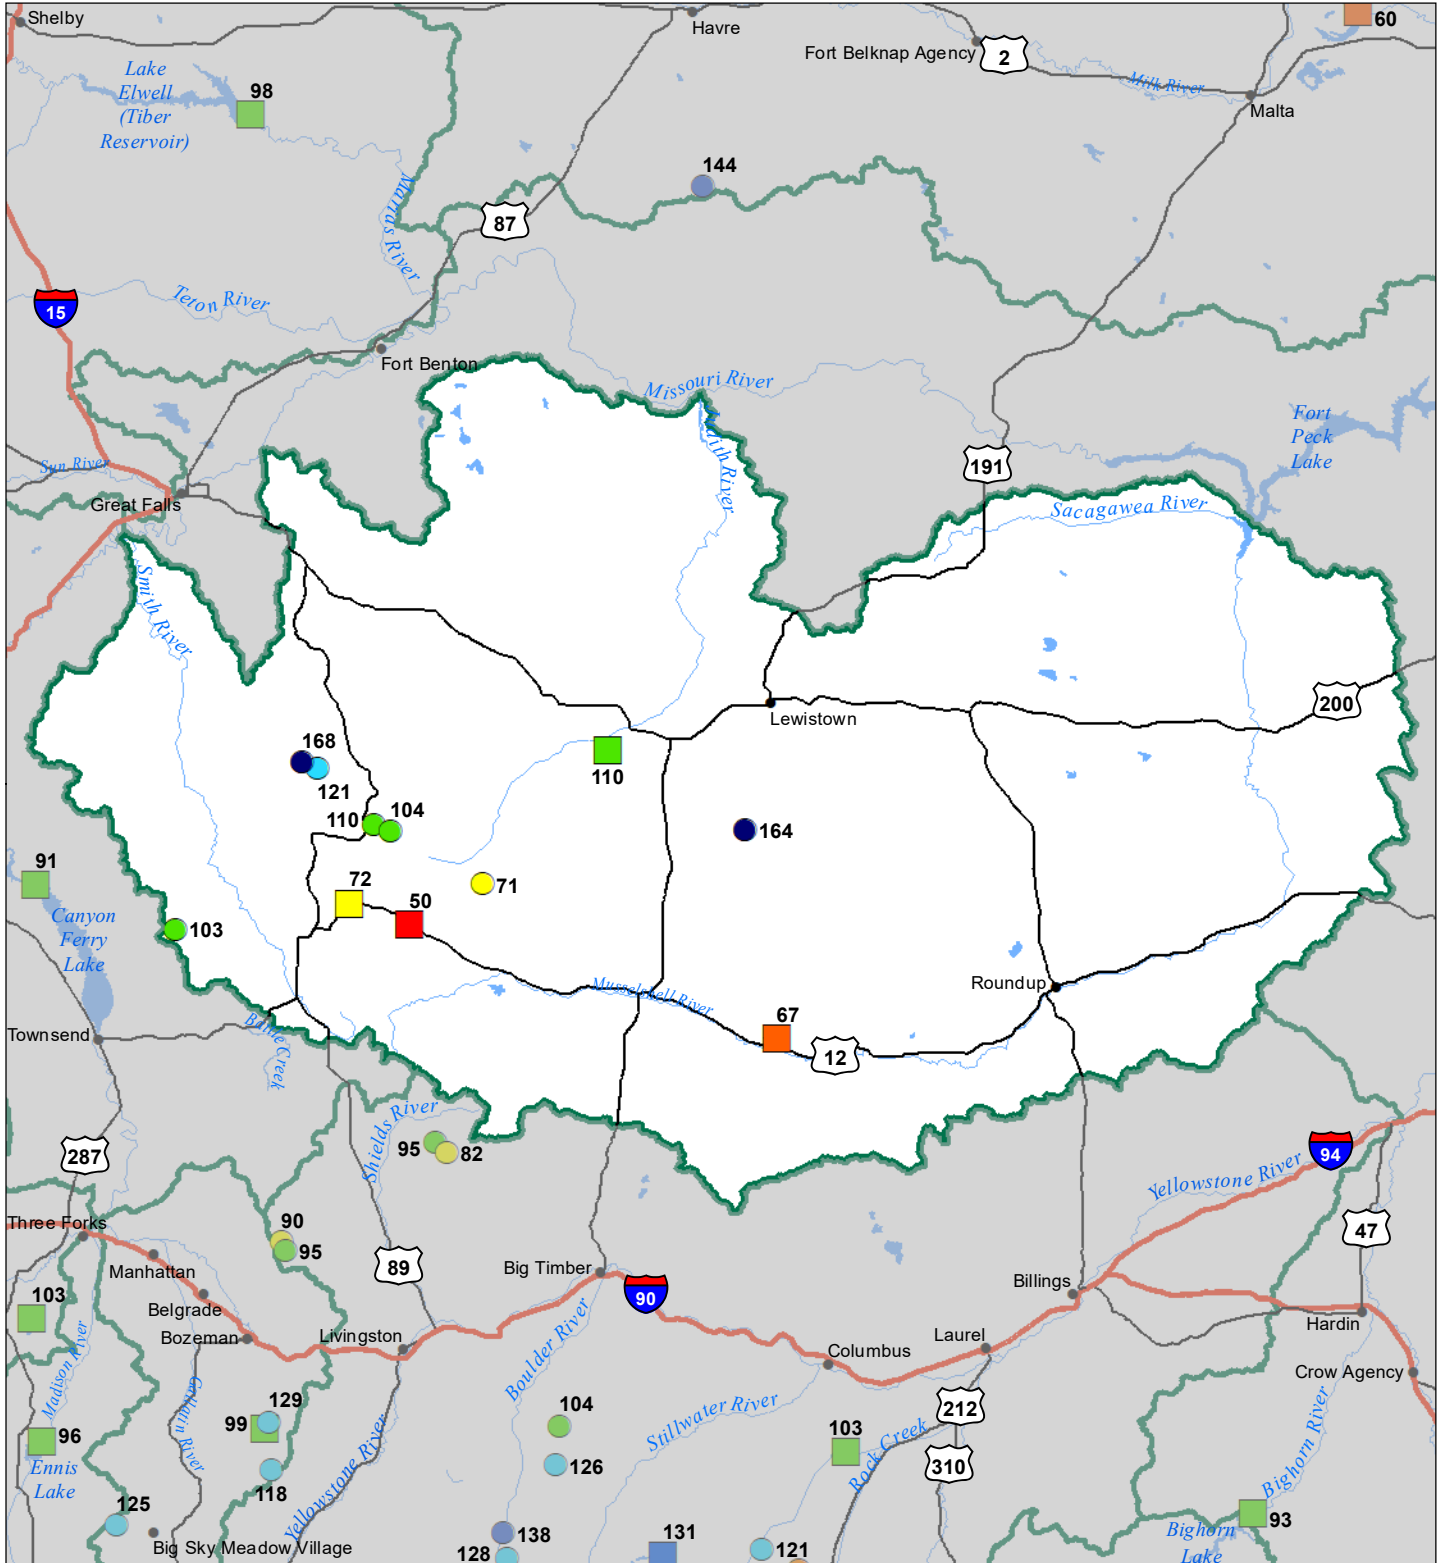 Shelby
Havre
60
Fort Belknap Agency
2
Lake
Elwell
(Tiber
Reservoir)
98
Milk River
Malta
144
Marias River
87
Teton River
15
Fort Benton
Missouri River
Fort
Peck
Lake
Judith River
Sun River
191
Great Falls
Sacagawea River
Smith River
200
Lewistown
168
121
110
110
104
164
91
72
71
50
Canyon
Ferry
Lake
103
Roundup
Musselshell River
67
Townsend
Battle Creek
12
Shields River
95
82
287
94
Yellowstone River
Three Forks
90
95
47
Manhattan
89
Big Timber
Billings
90
103
Belgrade
Hardin
Bozeman
Livingston
Laurel
Madison River
Columbus
Crow Agency
Boulder River
Gallatin River
129
99
104
Stillwater River
212
96
103
Rock Creek
Ennis
Lake
126
310
118
Yellowstone River
Bighorn River
125
138
93
Big Sky Meadow Village
128
131
121
Bighorn
Lake